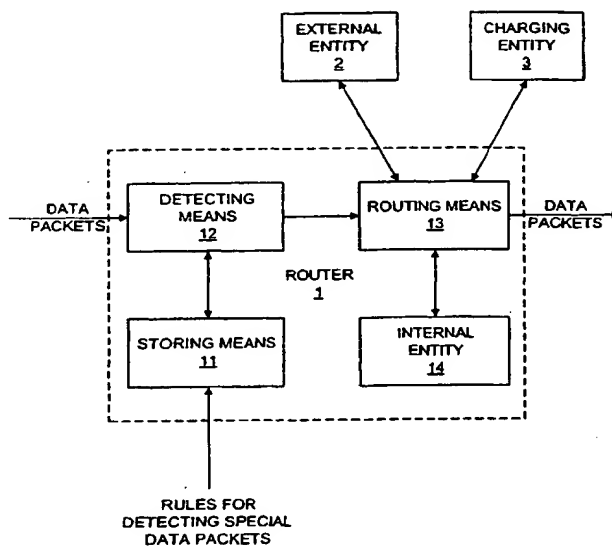 EXTERNAL
ENTITY
2
CHARGING
ENTITY
3
DATA
PACKETS
DETECTING
MEANS
12
ROUTING MEANS
13
DATA
PACKETS
ROUTER
1
STORING MEANS
11
INTERNAL
ENTITY
14
RULES FOR
DETECTING SPECIAL
DATA PACKETS